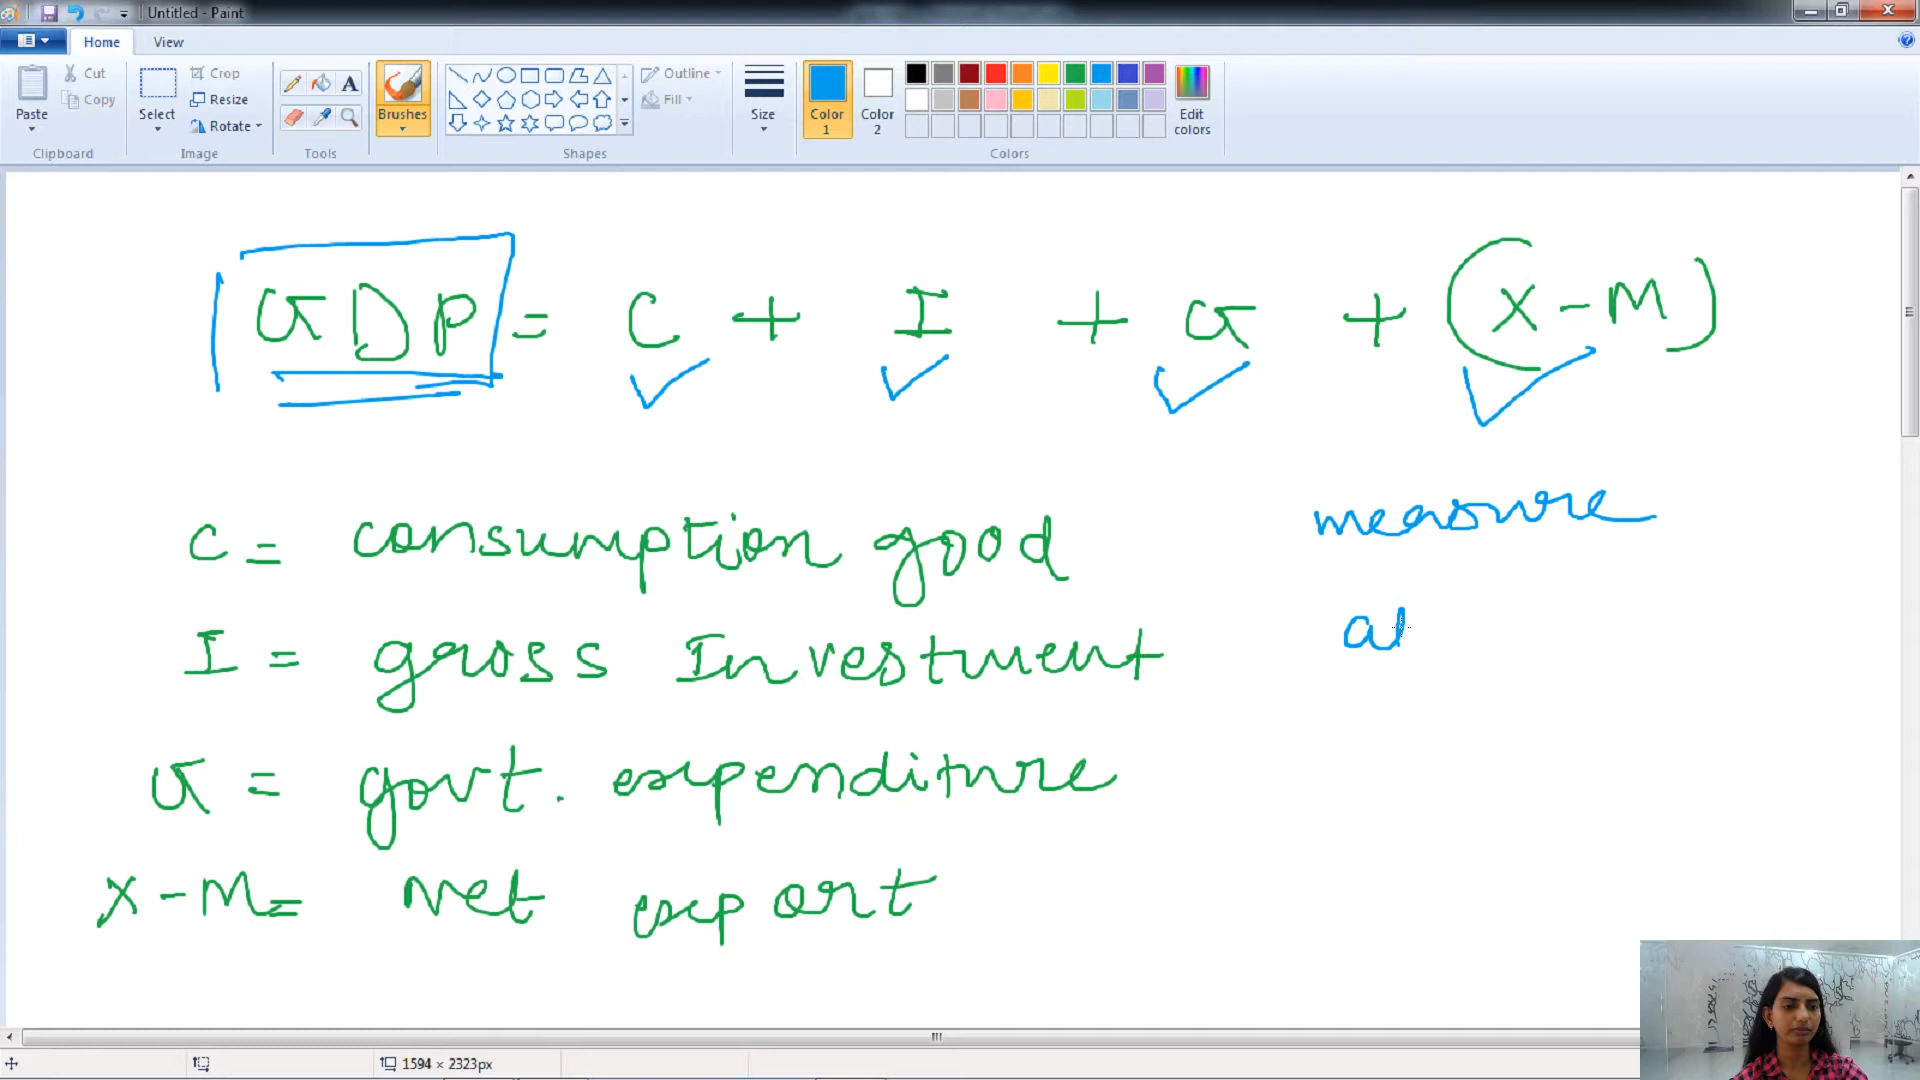 Untitled - Paint
Home View
Paste
Cut
Copy
Clipboard
Select
Crop
Resize
Rotate
Image
A
Tools
Brushes
Outline
Fill
Shapes
Size
Color 1
Color 2
Edit colors
Colors
GDP = C + I + G + (X - M)
C = consumption good
measure
I = gross Investment
al
G = govt. expenditure
X - M = Net export
1594 × 2323px